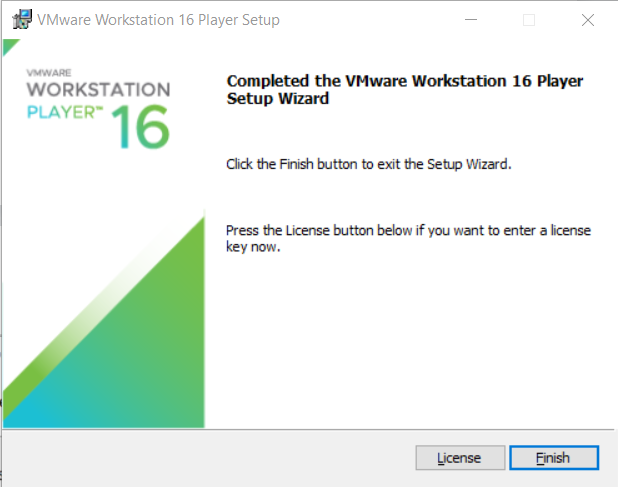 VMware Workstation 16 Player Setup
VMWARE
WORKSTATION
PLAYER™ 16
Completed the VMware Workstation 16 Player
Setup Wizard
Click the Finish button to exit the Setup Wizard.
Press the License button below if you want to enter a license
key now.
License Finish